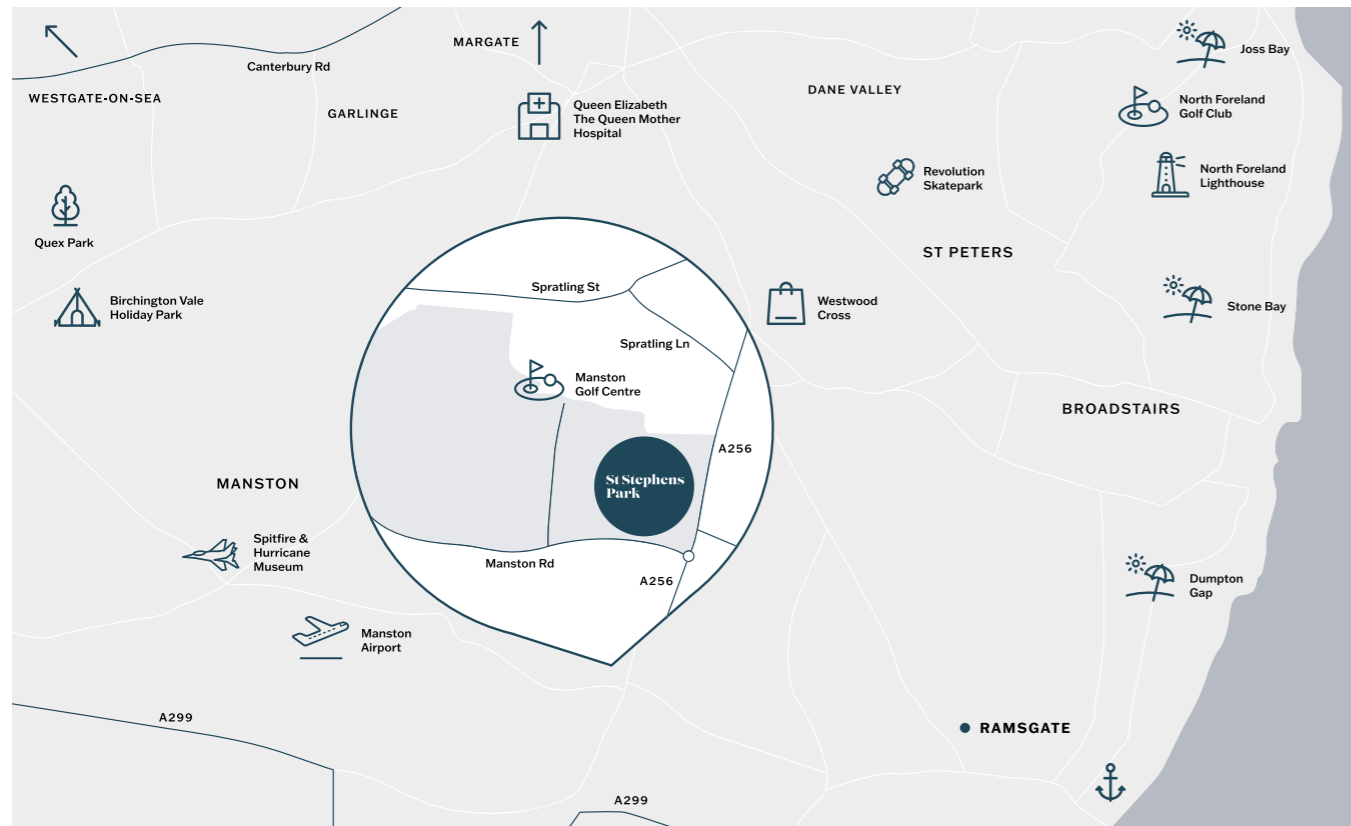 MARGATE
Canterbury Rd
WESTGATE-ON-SEA
GARLINGE
Queen Elizabeth
The Queen Mother
Hospital
DANE VALLEY
Joss Bay
North Foreland
Golf Club
Revolution
Skatepark
North Foreland
Lighthouse
Quex Park
ST PETERS
Birchington Vale
Holiday Park
Spratling St
Westwood
Cross
Stone Bay
Spratling Ln
Manston
Golf Centre
BROADSTAIRS
A256
St Stephens
Park
MANSTON
Spitfire &
Hurricane
Museum
Manston Rd
A256
Dumpton
Gap
Manston
Airport
A299
RAMSGATE
A299